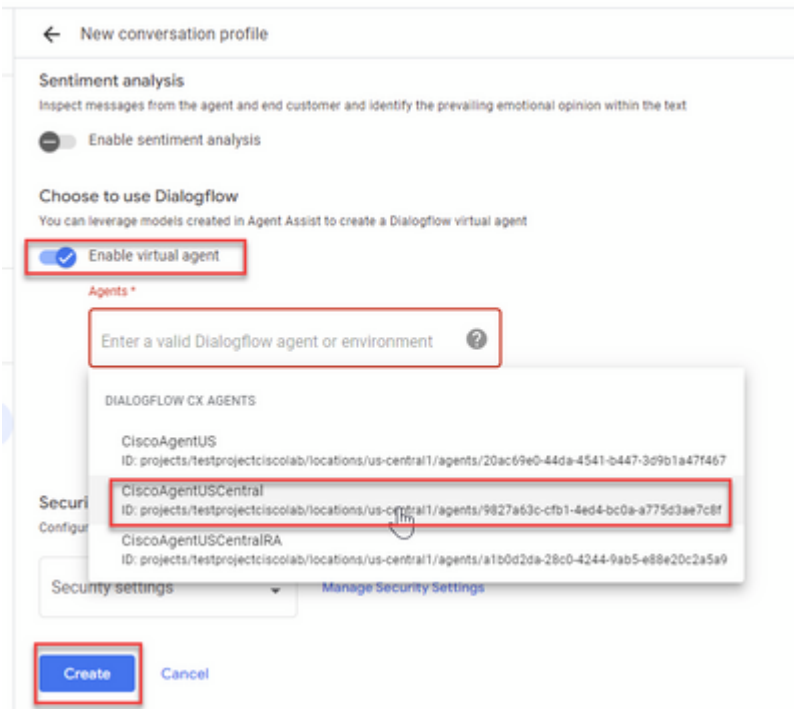 New conversation profile
Sentiment analysis
Inspect messages from the agent and end customer and identify the prevailing emotional opinion within the text
Enable sentiment analysis
Choose to use Dialogflow
You can leverage models created in Agent Assist to create a Dialogflow virtual agent
Enable virtual agent
Agents *
Enter a valid Dialogflow agent or environment
DIALOGFLOW CX AGENTS
CiscoAgentUS
ID: projects/testprojectciscolab/locations/us-central1/agents/20ac69e0-44da-4541-b447-3d9b1a47f467
CiscoAgentUSCentral
ID: projects/testprojectciscolab/locations/us-central1/agents/9827a63c-cfb1-4ed4-bc0a-a775d3ae7c8f
CiscoAgentUSCentralRA
ID: projects/testprojectciscolab/locations/us-central1/agents/a1b0d2da-28c0-4244-9ab5-e88e20c2a5a9
Securi
Configur
Security settings
Manage Security Settings
Create
Cancel